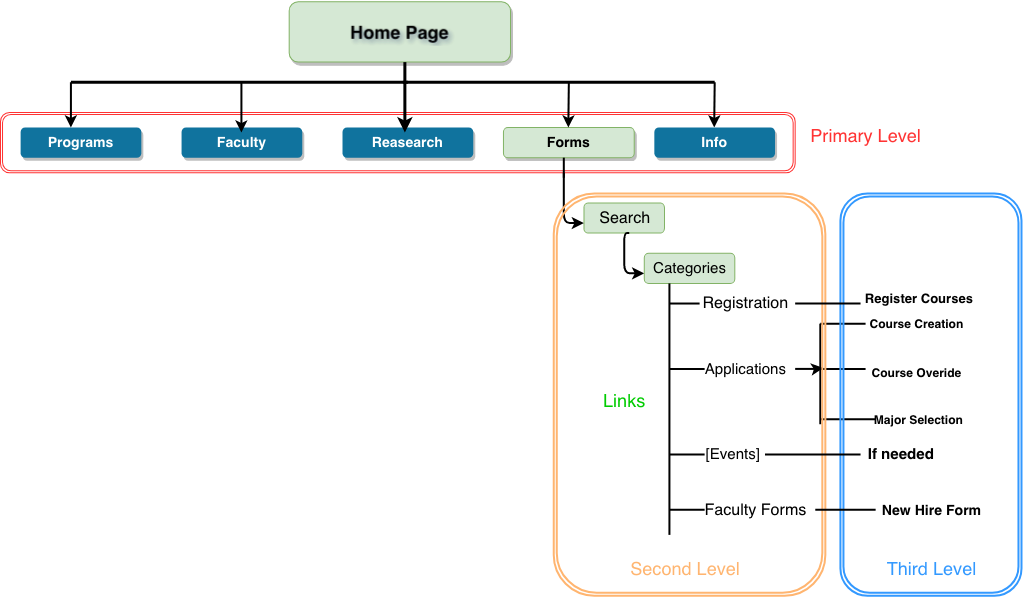 Home Page
Programs
Faculty
Reasearch
Forms
Info
Primary Level
Search
Categories
Registration
Register Courses
Course Creation
Applications
Course Overide
Links
Major Selection
[Events]
If needed
Faculty Forms
New Hire Form
Second Level
Third Level